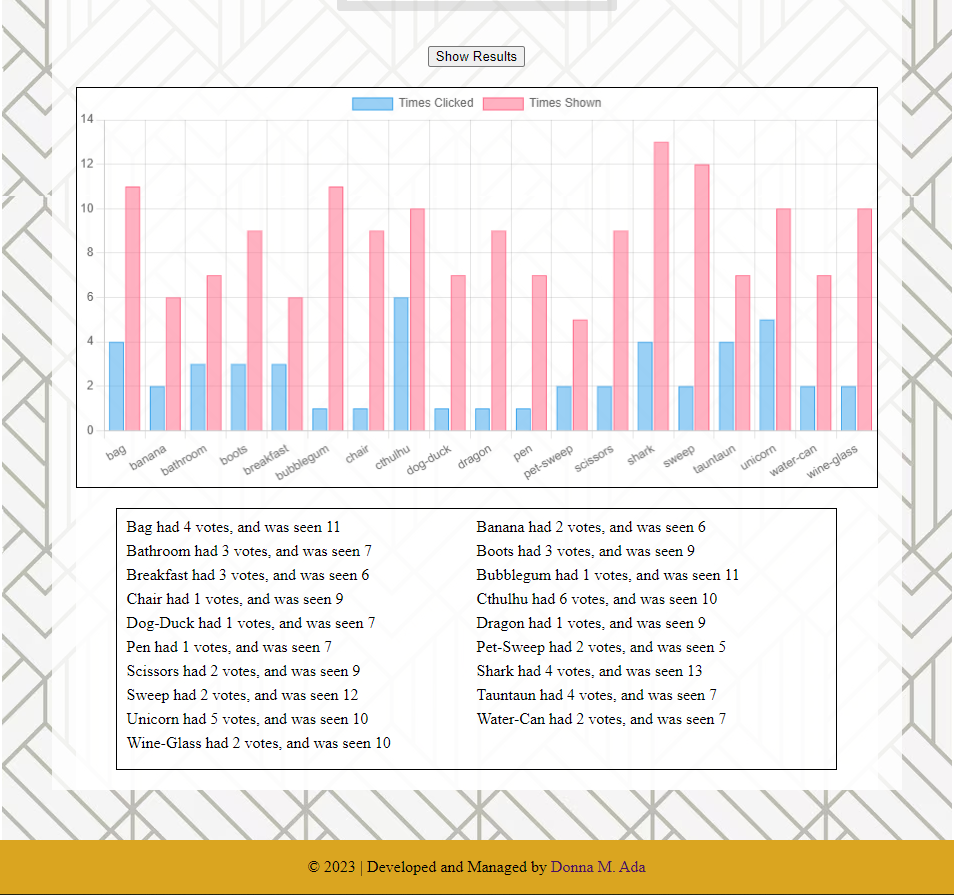 Show Results
Times Clicked Times Shown
14
12
10
8
6
4
2
0
bag banana bathroom boots breakfast bubblegum chair cthulhu dog-duck dragon pen pet-sweep scissors shark sweep tauntaun unicorn water-can wine-glass
Bag had 4 votes, and was seen 11 Banana had 2 votes, and was seen 6
Bathroom had 3 votes, and was seen 7 Boots had 3 votes, and was seen 9
Breakfast had 3 votes, and was seen 6 Bubblegum had 1 votes, and was seen 11
Chair had 1 votes, and was seen 9 Cthulhu had 6 votes, and was seen 10
Dog-Duck had 1 votes, and was seen 7 Dragon had 1 votes, and was seen 9
Pen had 1 votes, and was seen 7 Pet-Sweep had 2 votes, and was seen 5
Scissors had 2 votes, and was seen 9 Shark had 4 votes, and was seen 13
Sweep had 2 votes, and was seen 12 Tauntaun had 4 votes, and was seen 7
Unicorn had 5 votes, and was seen 10 Water-Can had 2 votes, and was seen 7
Wine-Glass had 2 votes, and was seen 10
© 2023 | Developed and Managed by Donna M. Ada